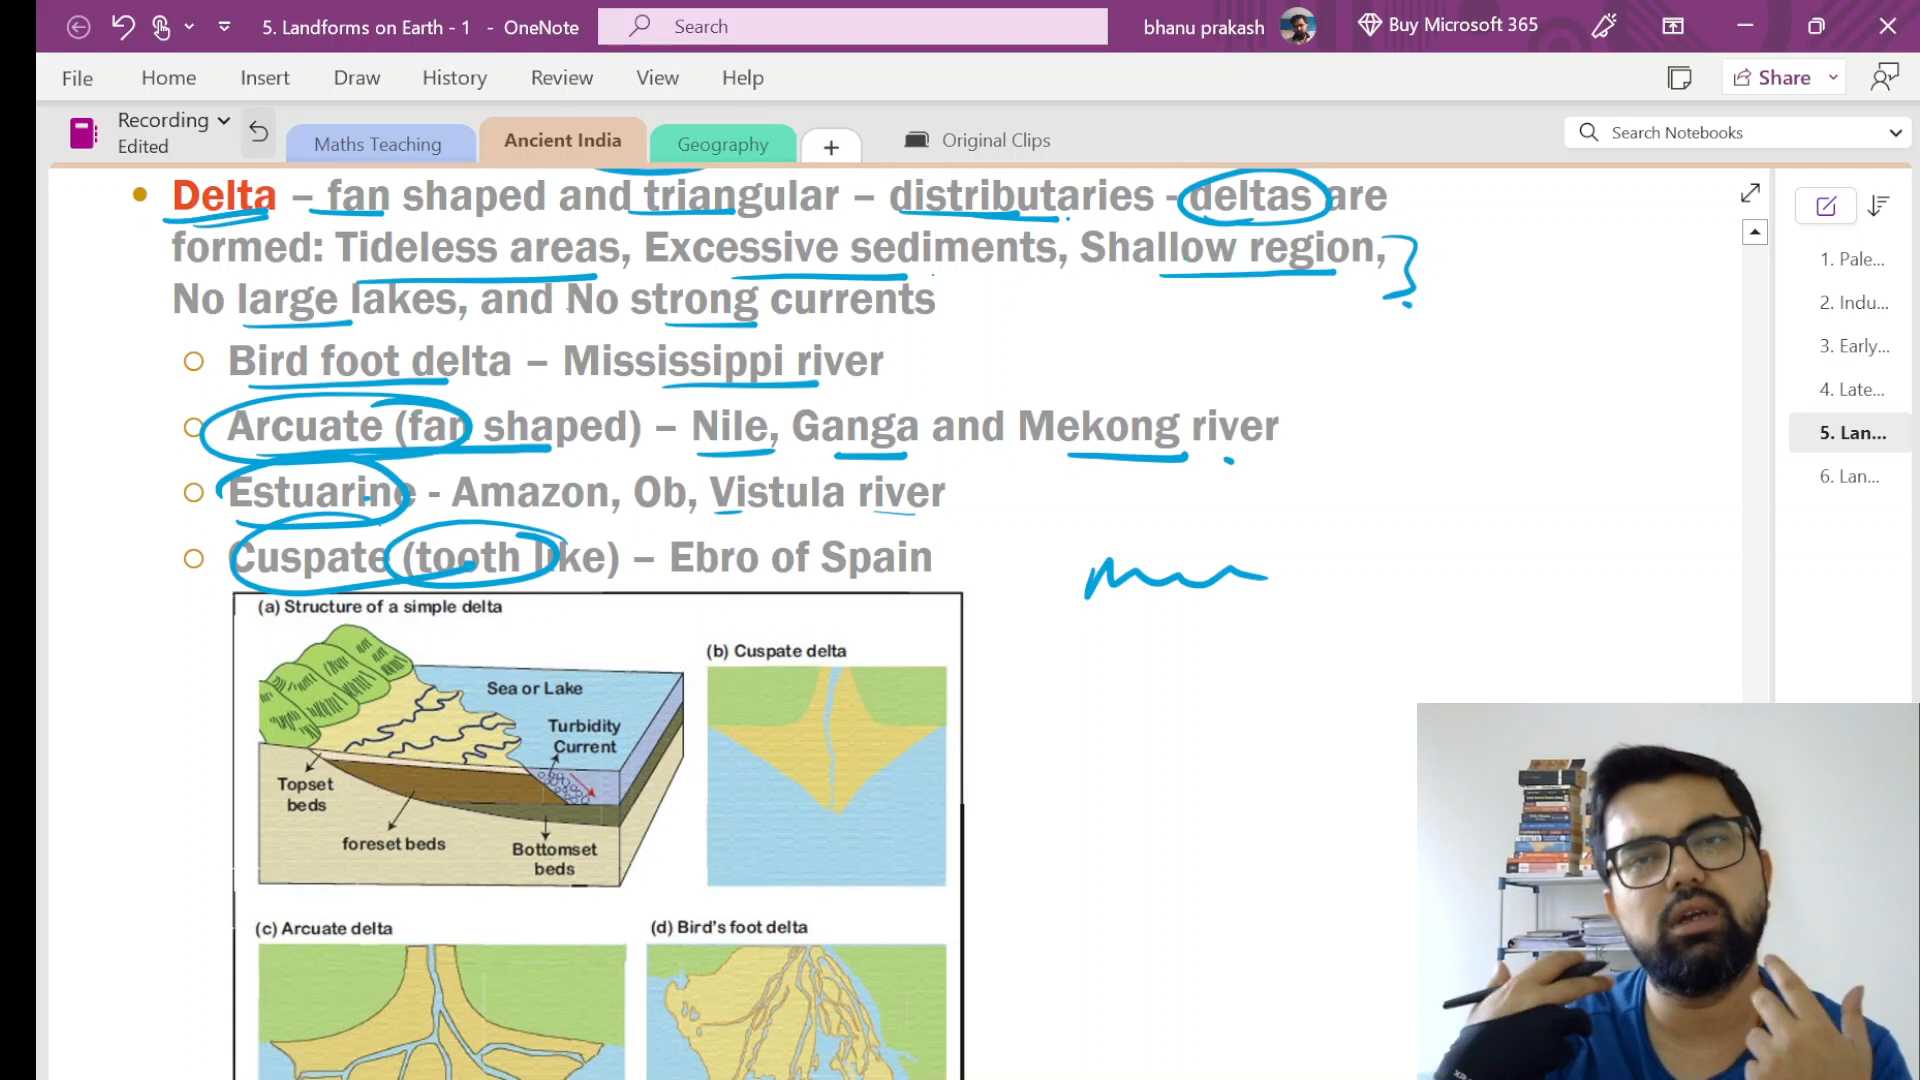 5. Landforms on Earth - 1 - OneNote
Search
bhanu prakash
Buy Microsoft 365
File Home Insert Draw History Review View Help
Share
Recording
Edited
Maths Teaching
Ancient India
Geography
+
Original Clips
Search Notebooks
Delta – fan shaped and triangular – distributaries - deltas are
formed: Tideless areas, Excessive sediments, Shallow region,
No large lakes, and No strong currents
Bird foot delta – Mississippi river
Arcuate (fan shaped) – Nile, Ganga and Mekong river
Estuarine - Amazon, Ob, Vistula river
Cuspate (tooth like) – Ebro of Spain
(a) Structure of a simple delta
Sea or Lake
Turbidity
Current
Topset
beds
foreset beds
Bottomset
beds
(b) Cuspate delta
(c) Arcuate delta
(d) Bird's foot delta
1. Pale...
2. Indu...
3. Early...
4. Late...
5. Lan...
6. Lan...